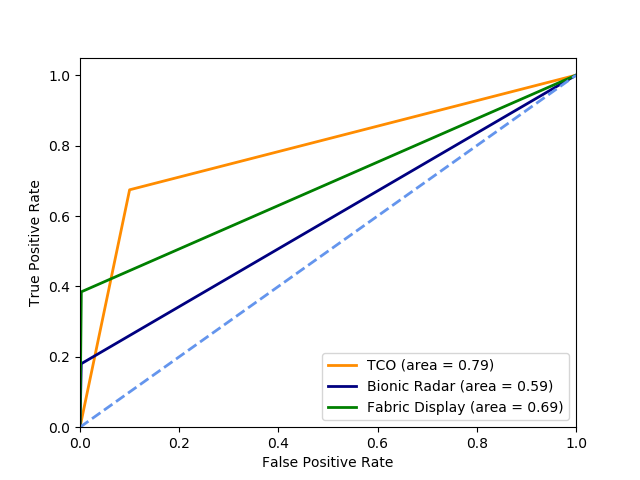 1.0
0.8
0.6
0.4
0.2
0.0
True Positive Rate
0.0 0.2 0.4 0.6 0.8 1.0
False Positive Rate
TCO (area = 0.79)
Bionic Radar (area = 0.59)
Fabric Display (area = 0.69)